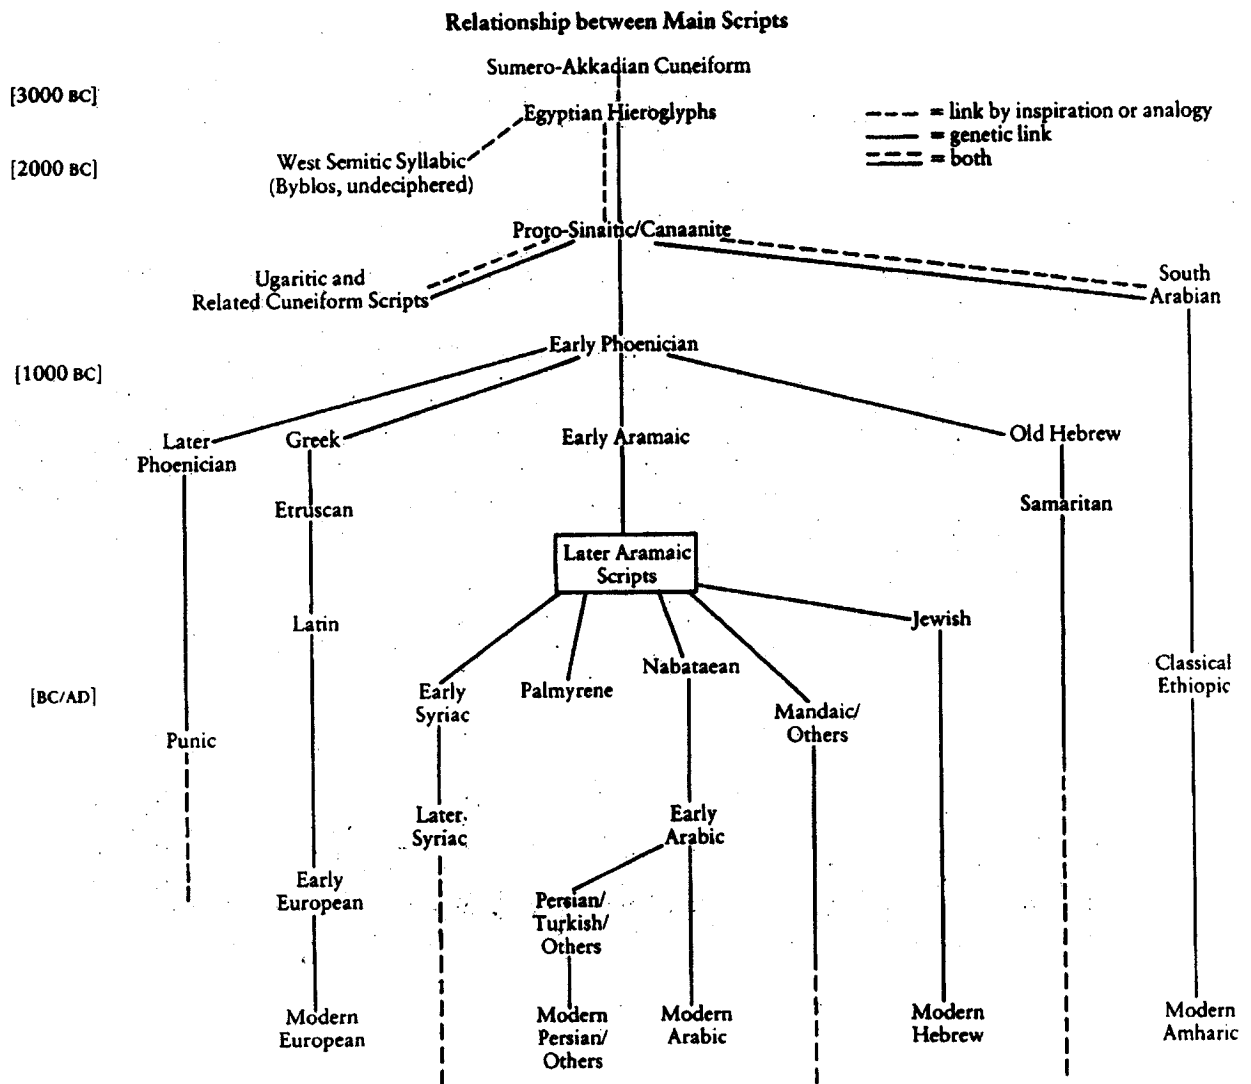 Relationship between Main Scripts
Sumero-Akkadian Cuneiform
[3000 BC]
Egyptian Hieroglyphs
--- = link by inspiration or analogy
— = genetic link
= both
West Semitic Syllabic
(Byblos, undeciphered)
[2000 BC]
Proto-Sinaitic/Canaanite
Ugaritic and
Related Cuneiform Scripts
South
Arabian
Early Phoenician
[1000 BC]
Later
Phoenician
Greek
Early Aramaic
Old Hebrew
Etruscan
Samaritan
Later Aramaic
Scripts
Latin
Jewish
[BC/AD]
Early
Syriac
Palmyrene
Nabataean
Mandaic/
Others
Classical
Ethiopic
Punic
Later
Syriac
Early
Arabic
Early
European
Persian/
Turkish/
Others
Modern
European
Modern
Persian/
Others
Modern
Arabic
Modern
Hebrew
Modern
Amharic